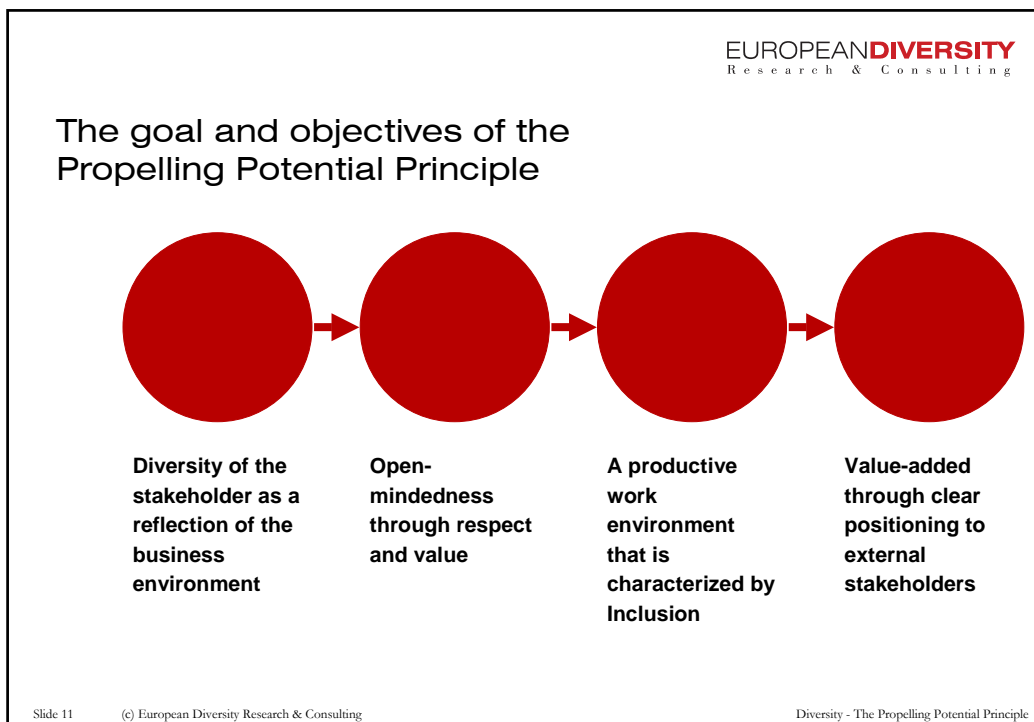 EUROPEANDIVERSITY
Research & Consulting
The goal and objectives of the
Propelling Potential Principle
Diversity of the
stakeholder as a
reflection of the
business
environment
Open-
mindedness
through respect
and value
A productive
work
environment
that is
characterized by
Inclusion
Value-added
through clear
positioning to
external
stakeholders
Slide 11 (c) European Diversity Research & Consulting Diversity - The Propelling Potential Principle